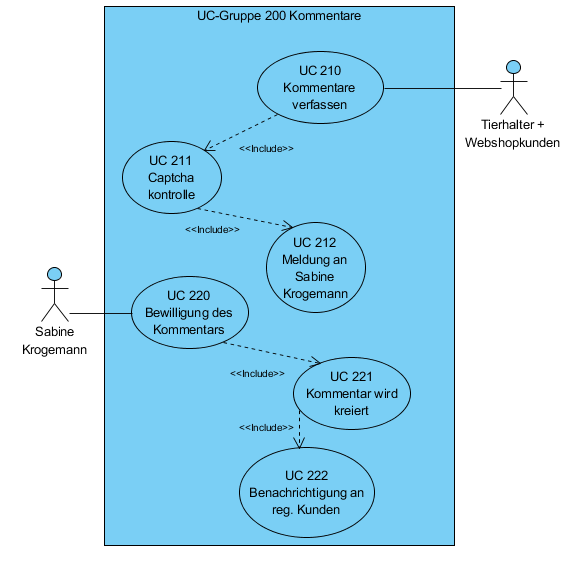 UC-Gruppe 200 Kommentare
UC 210
Kommentare
verfassen
Tierhalter +
Webshopkunden
<<Include>>
UC 211
Captcha
kontrolle
<<Include>>
UC 212
Meldung an
Sabine
Krogemann
UC 220
Bewilligung des
Kommentars
Sabine
Krogemann
<<Include>>
UC 221
Kommentar wird
kreiert
<<Include>>
UC 222
Benachrichtigung an
reg. Kunden